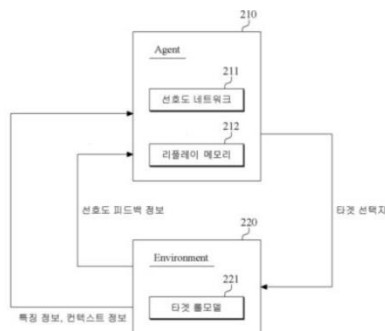 210
Agent
211
선호도 네트워크
212
리플레이 메모리
선호도 피드백 정보
타겟 선택지
220
Environment
221
타겟 롤모델
특징 정보, 컨텍스트 정보